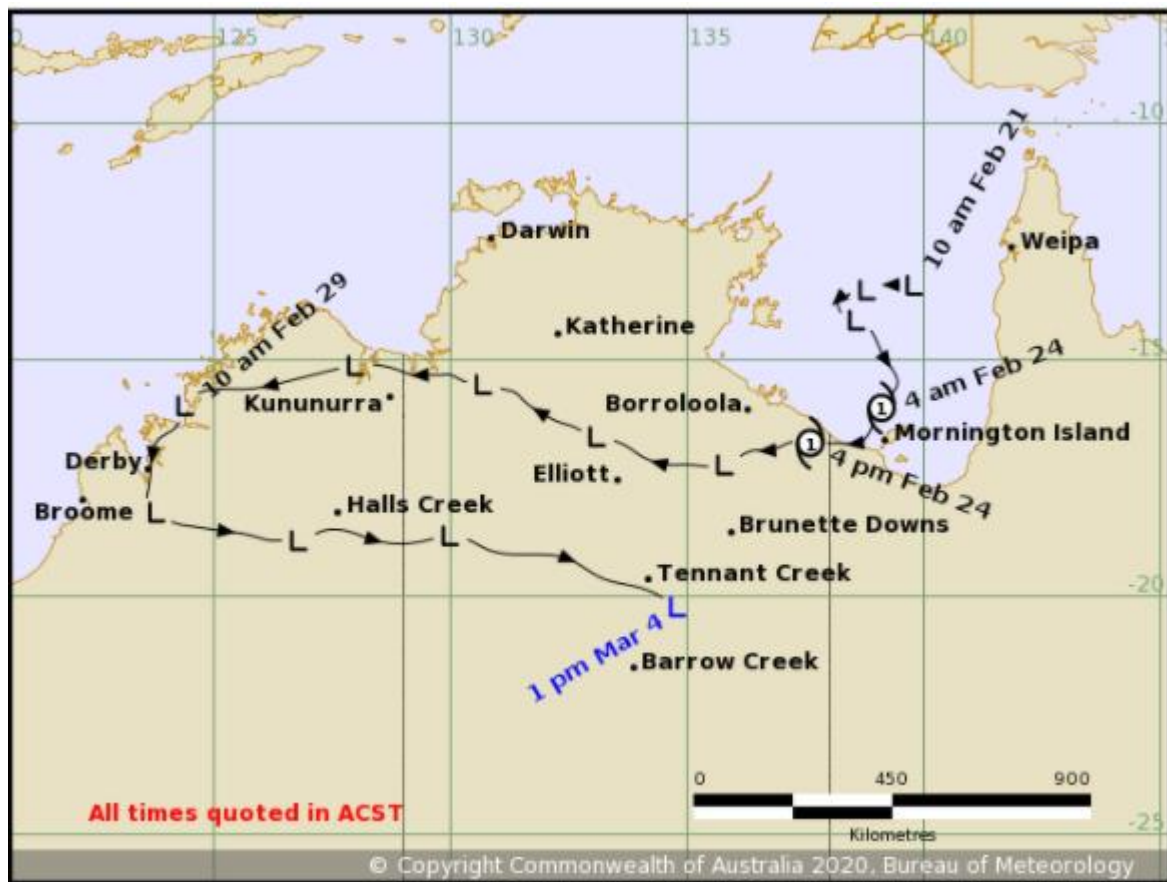 125
130
135
140
-10
10 am Feb 21
Darwin
Weipa
10 am Feb 29
Katherine
-15
4 am Feb 24
Kununurra
Borroloola
1
Mornington Island
1
4 pm Feb 24
Derby
Elliott
Broome
Halls Creek
Brunette Downs
Tennant Creek
-20
1 pm Mar 4
Barrow Creek
L
L
L
L
L
L
L
L
L
L
L
L
L
0 450 900
All times quoted in ACST
Kilometres
-25
© Copyright Commonwealth of Australia 2020, Bureau of Meteorology